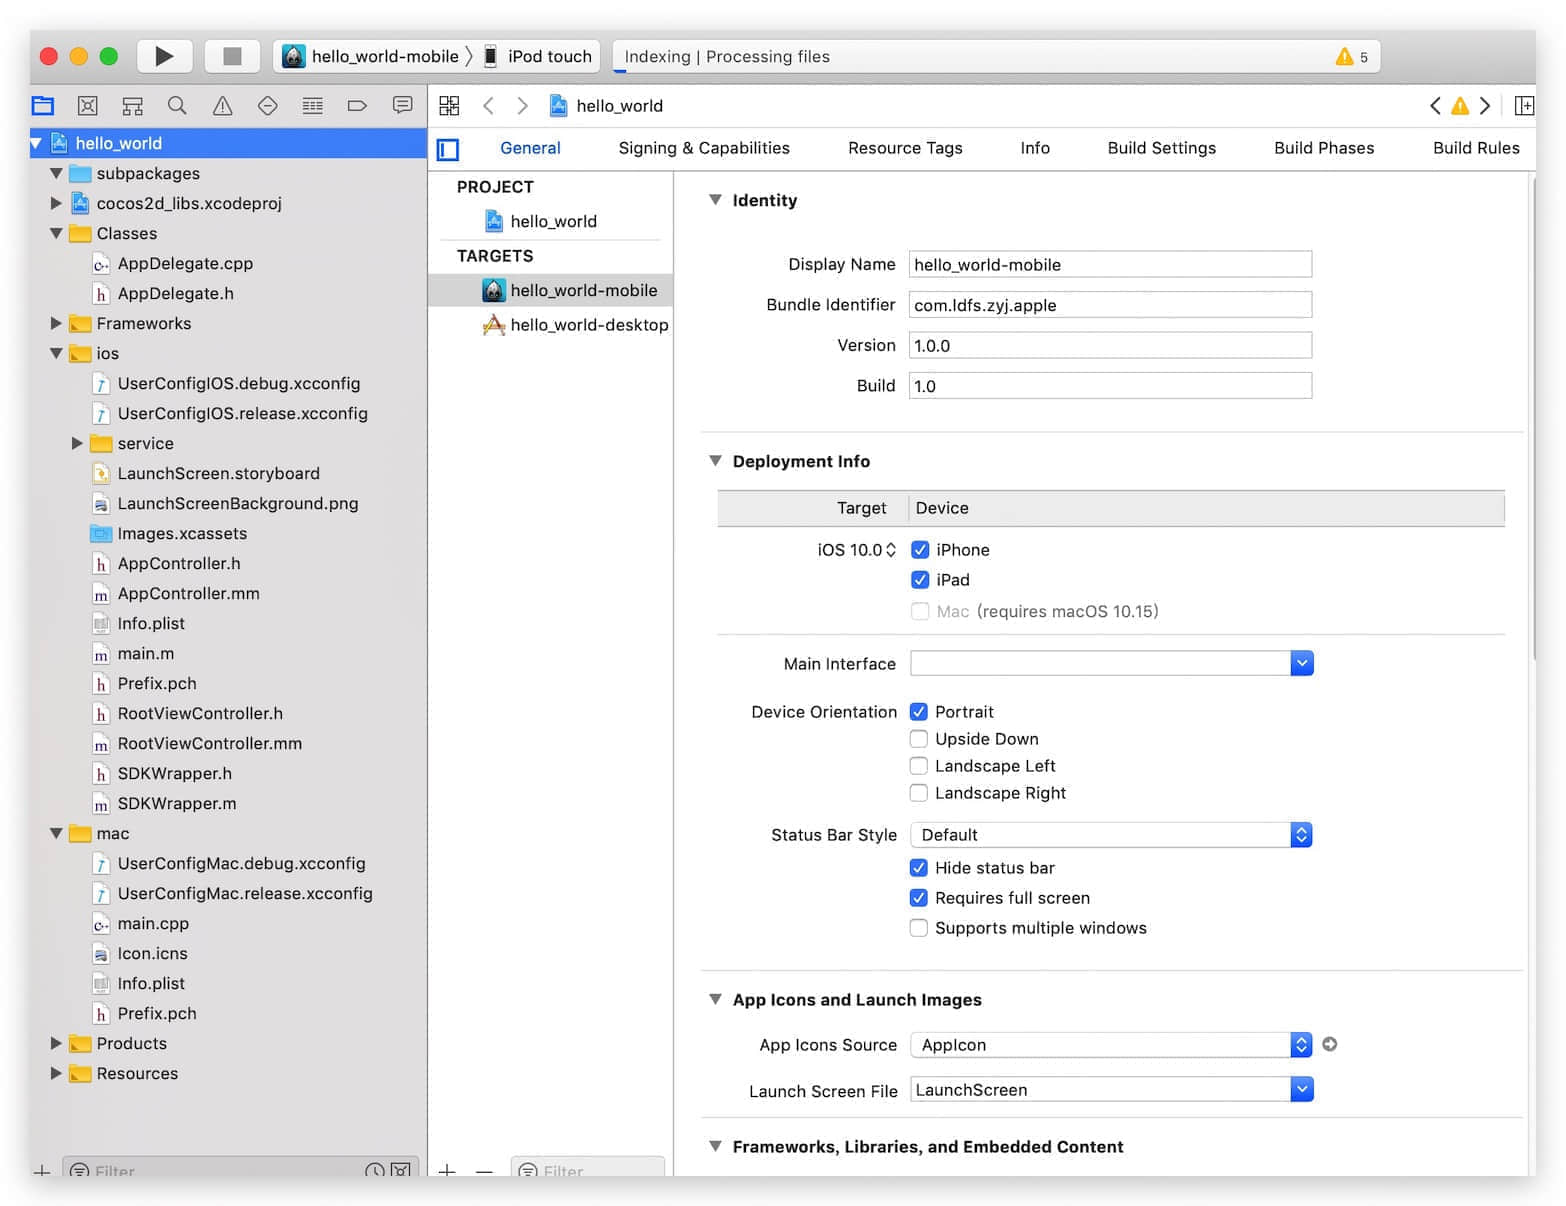 hello_world-mobile 〉 iPod touch
Indexing | Processing files
5
hello_world
subpackages
cocos2d_libs.xcodeproj
Classes
AppDelegate.cpp
AppDelegate.h
Frameworks
ios
UserConfigIOS.debug.xcconfig
UserConfigIOS.release.xcconfig
service
LaunchScreen.storyboard
LaunchScreenBackground.png
Images.xcassets
AppController.h
AppController.mm
Info.plist
main.m
Prefix.pch
RootViewController.h
RootViewController.mm
SDKWrapper.h
SDKWrapper.m
mac
UserConfigMac.debug.xcconfig
UserConfigMac.release.xcconfig
main.cpp
Icon.icns
Info.plist
Prefix.pch
Products
Resources
Filter
hello_world
General Signing & Capabilities Resource Tags Info Build Settings Build Phases Build Rules
PROJECT
hello_world
TARGETS
hello_world-mobile
hello_world-desktop
Filter
Identity
Display Name hello_world-mobile
Bundle Identifier com.ldfs.zyj.apple
Version 1.0.0
Build 1.0
Deployment Info
Target Device
iOS 10.0 iPhone
iPad
Mac (requires macOS 10.15)
Main Interface
Device Orientation Portrait
Upside Down
Landscape Left
Landscape Right
Status Bar Style Default
Hide status bar
Requires full screen
Supports multiple windows
App Icons and Launch Images
App Icons Source AppIcon
Launch Screen File LaunchScreen
Frameworks, Libraries, and Embedded Content